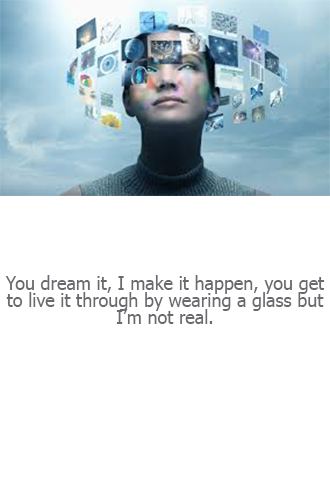 You dream it, I make it happen, you get
to live it through by wearing a glass but
I'm not real.